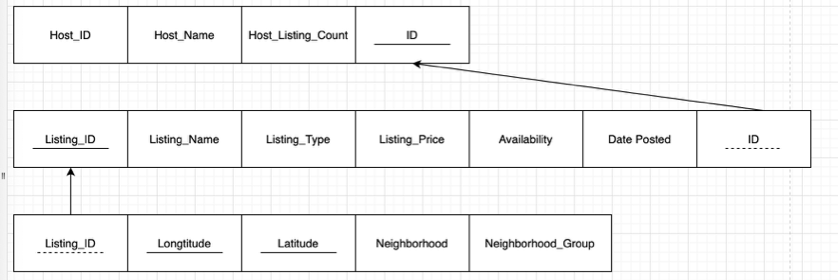 Host_ID Host_Name Host_Listing_Count ID
Listing_ID Listing_Name Listing_Type Listing_Price Availability Date Posted ID
!!
Listing_ID Longtitude Latitude Neighborhood Neighborhood_Group